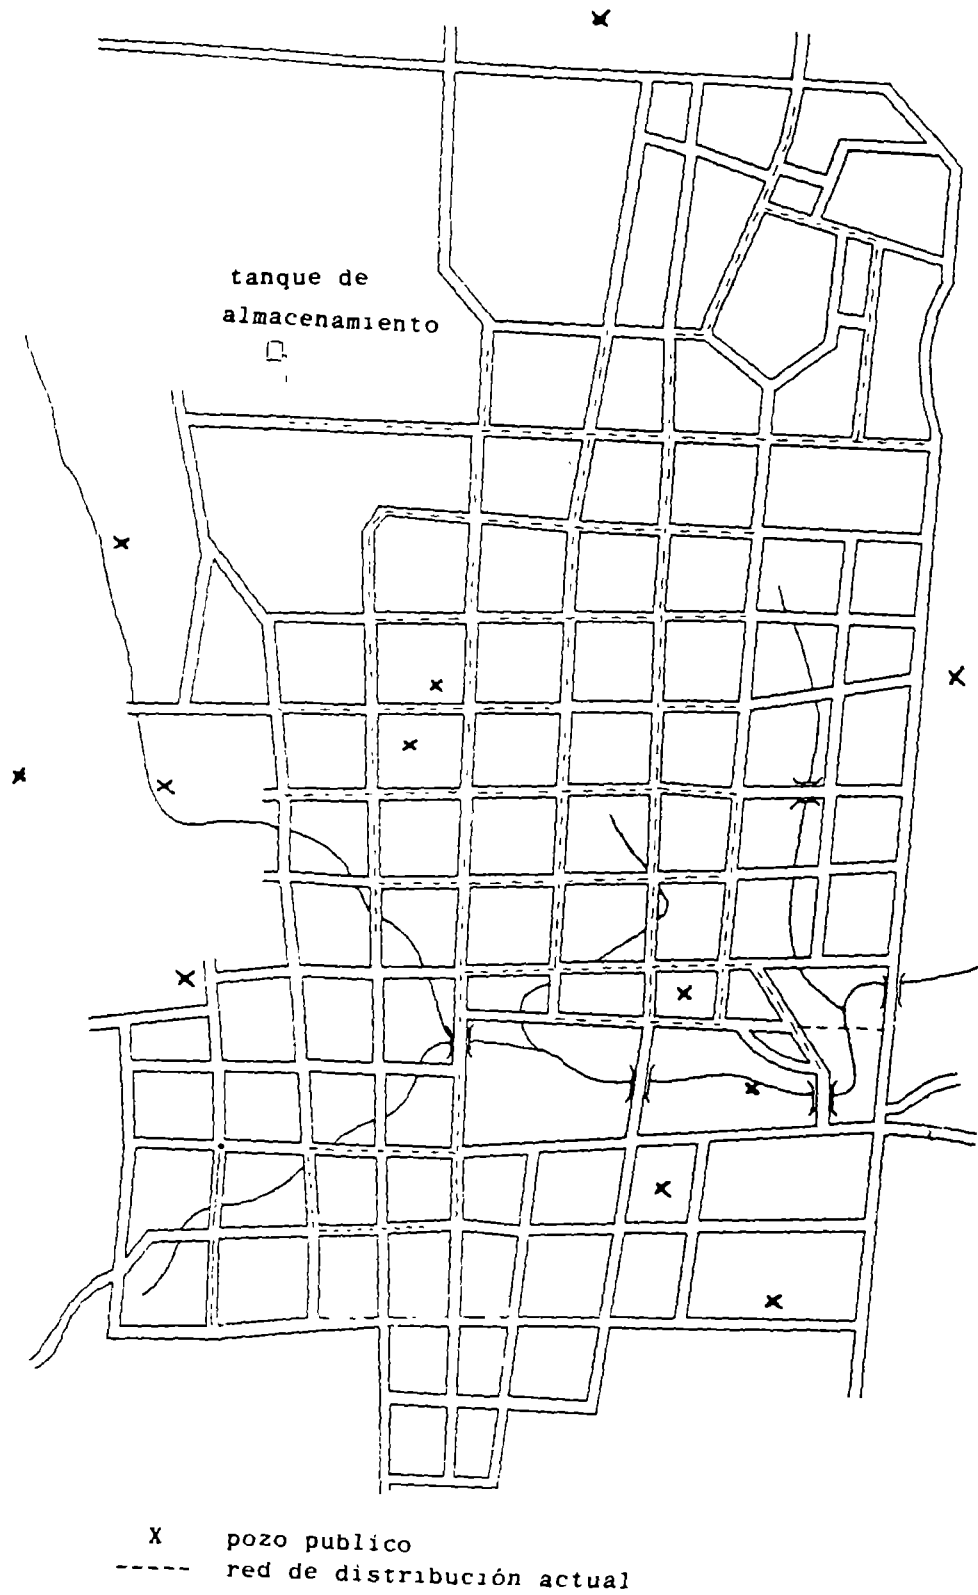 tanque de
almacenamiento
X pozo publico
----- red de distribución actual